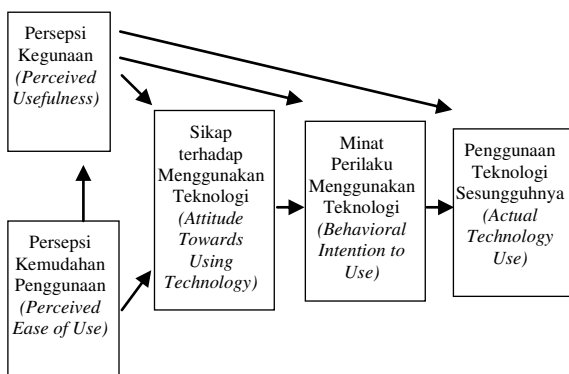 Persepsi
Kegunaan
(Perceived
Usefulness)
Persepsi
Kemudahan
Penggunaan
(Perceived
Ease of Use)
Sikap
terhadap
Menggunakan
Teknologi
(Attitude
Towards
Using
Technology)
Minat
Perilaku
Menggunakan
Teknologi
(Behavioral
Intention to
Use)
Penggunaan
Teknologi
Sesungguhnya
(Actual
Technology
Use)